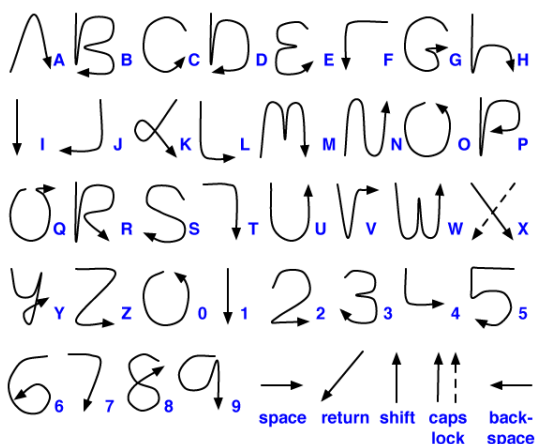 A B C D E F G H
I J K L M N O P
Q R S T U V W X
Y Z 0 1 2 3 4 5
6 7 8 9 space return shift caps lock back-space